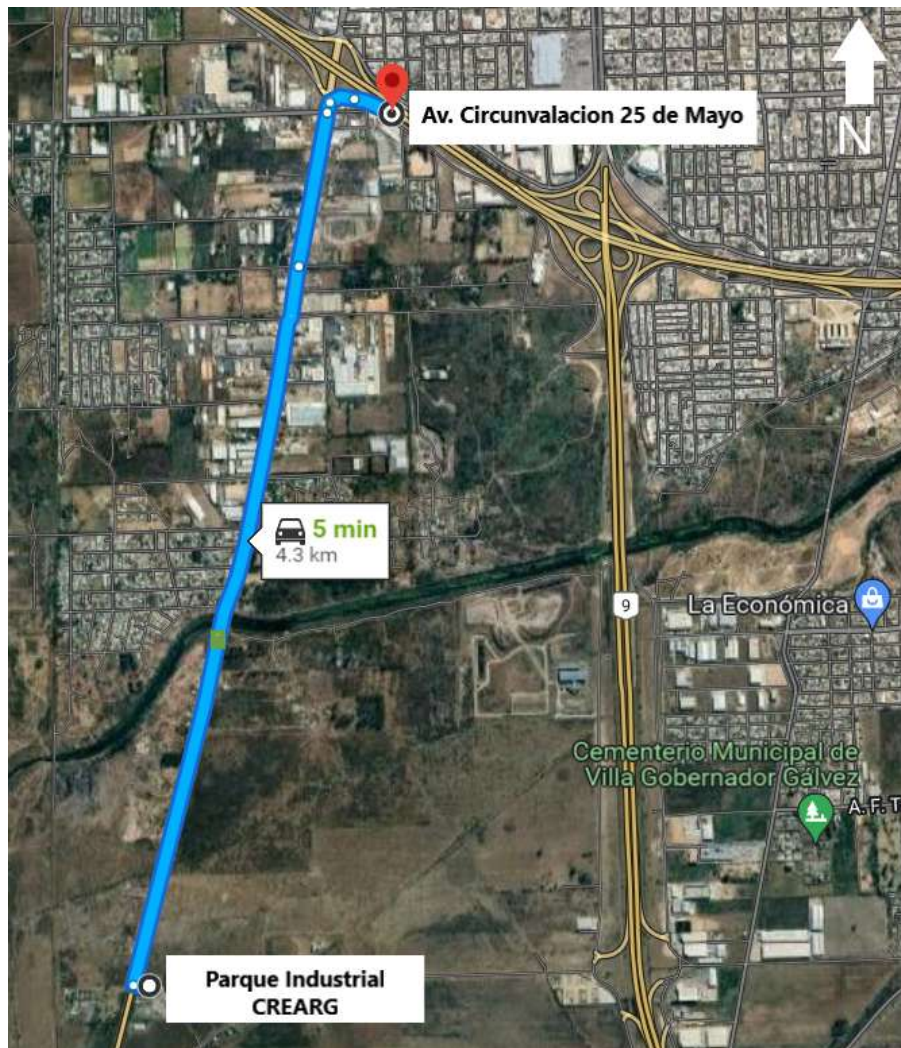 Av. Circunvalacion 25 de Mayo
N
5 min
4.3 km
9
La Económica
Cementerio Municipal de
Villa Gobernador Gálvez
A. F. T
Parque Industrial
CREARG